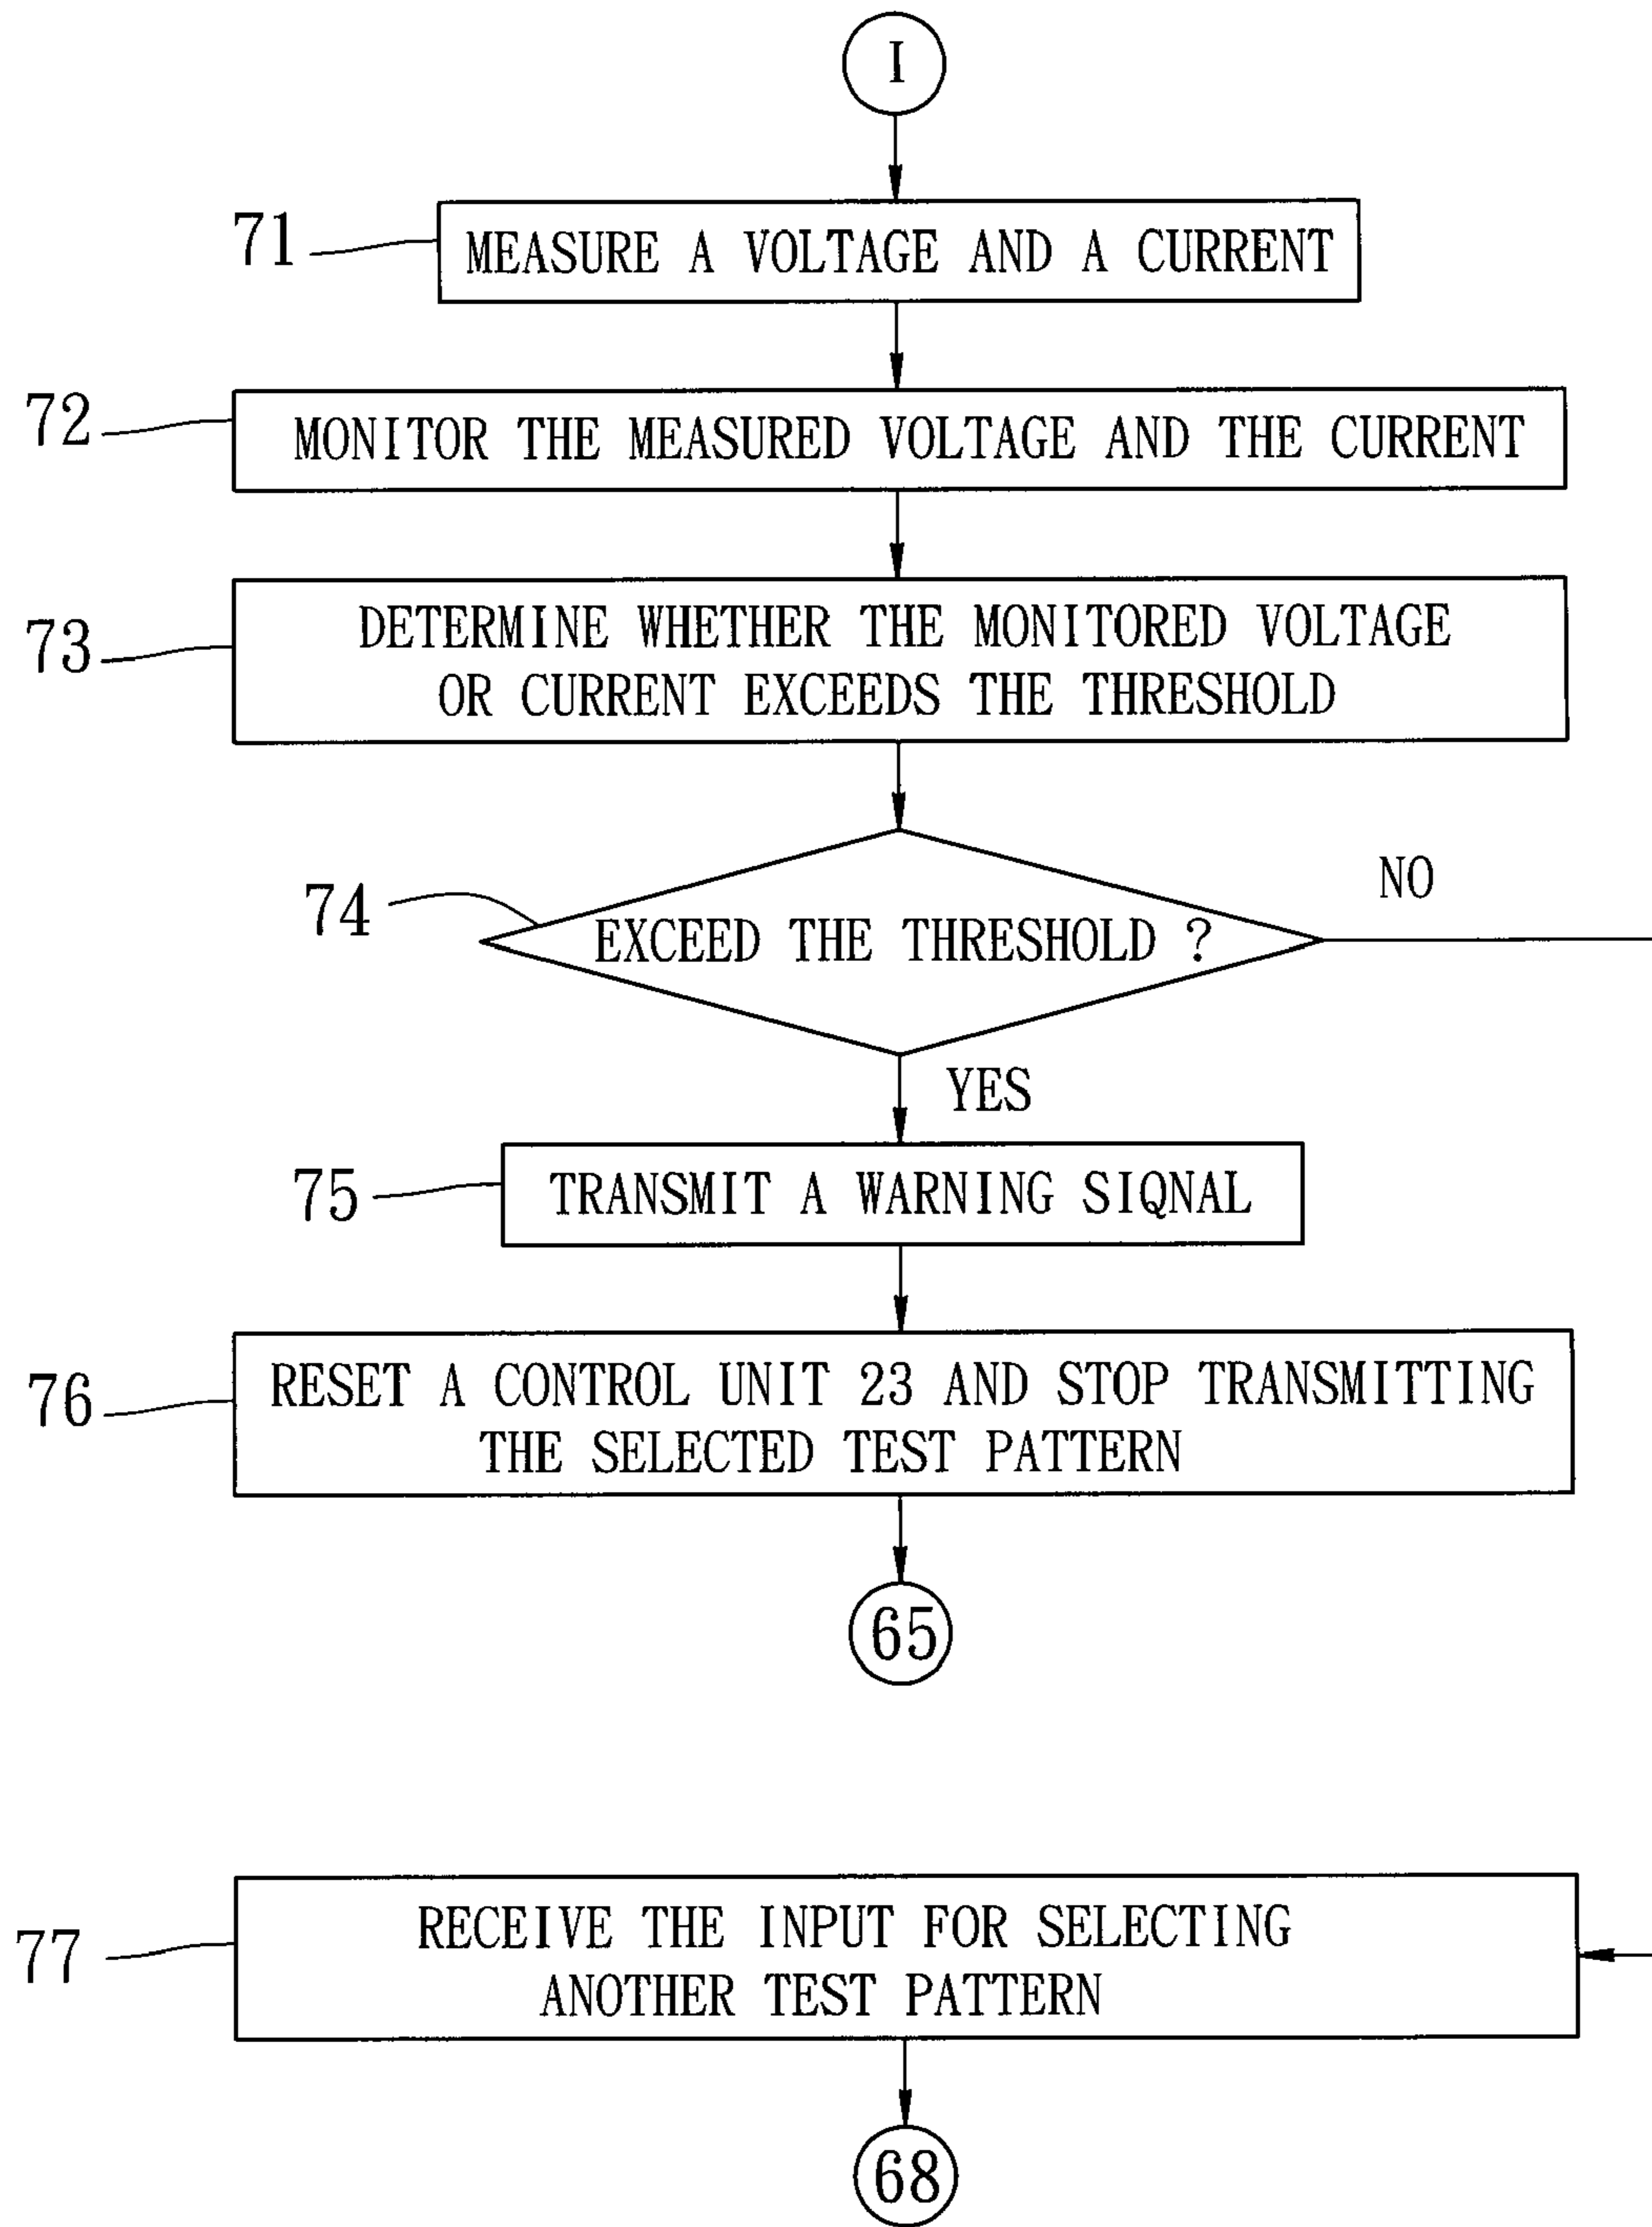 I
71
MEASURE A VOLTAGE AND A CURRENT
72
MONITOR THE MEASURED VOLTAGE AND THE CURRENT
73
DETERMINE WHETHER THE MONITORED VOLTAGE
OR CURRENT EXCEEDS THE THRESHOLD
74
EXCEED THE THRESHOLD ?
NO
YES
75
TRANSMIT A WARNING SIQNAL
76
RESET A CONTROL UNIT 23 AND STOP TRANSMITTING
THE SELECTED TEST PATTERN
65
77
RECEIVE THE INPUT FOR SELECTING
ANOTHER TEST PATTERN
68